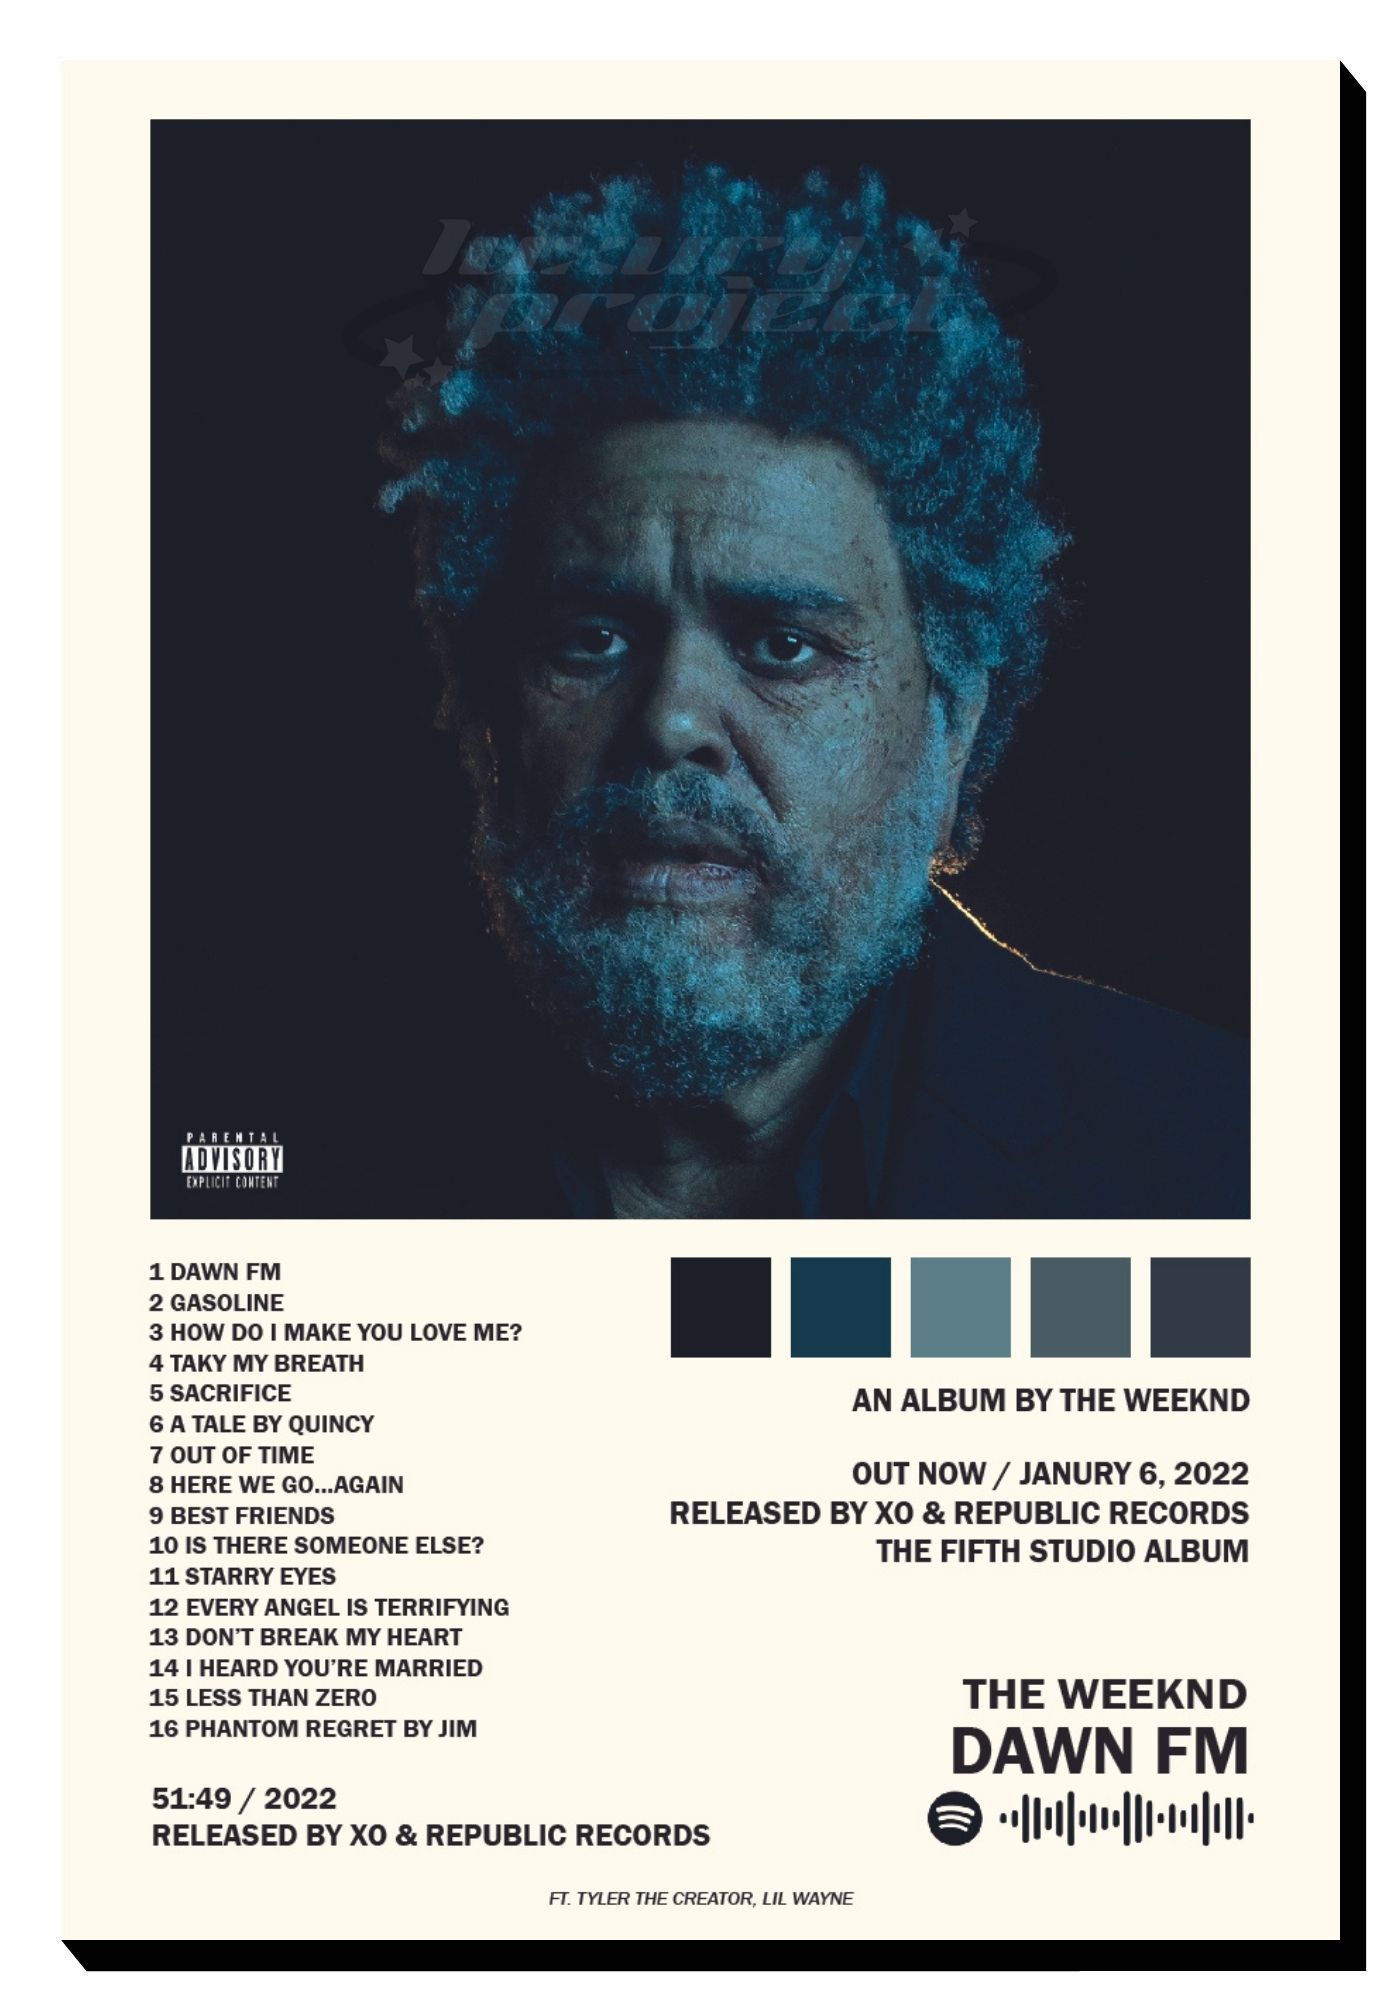 luxury
project
PARENTAL
ADVISORY
EXPLICIT CONTENT
1 DAWN FM
2 GASOLINE
3 HOW DO I MAKE YOU LOVE ME?
4 TAKY MY BREATH
5 SACRIFICE
6 A TALE BY QUINCY
7 OUT OF TIME
8 HERE WE GO...AGAIN
9 BEST FRIENDS
10 IS THERE SOMEONE ELSE?
11 STARRY EYES
12 EVERY ANGEL IS TERRIFYING
13 DON'T BREAK MY HEART
14 I HEARD YOU'RE MARRIED
15 LESS THAN ZERO
16 PHANTOM REGRET BY JIM
51:49 / 2022
RELEASED BY XO & REPUBLIC RECORDS
AN ALBUM BY THE WEEKND
OUT NOW / JANURY 6, 2022
RELEASED BY XO & REPUBLIC RECORDS
THE FIFTH STUDIO ALBUM
THE WEEKND
DAWN FM
FT. TYLER THE CREATOR, LIL WAYNE